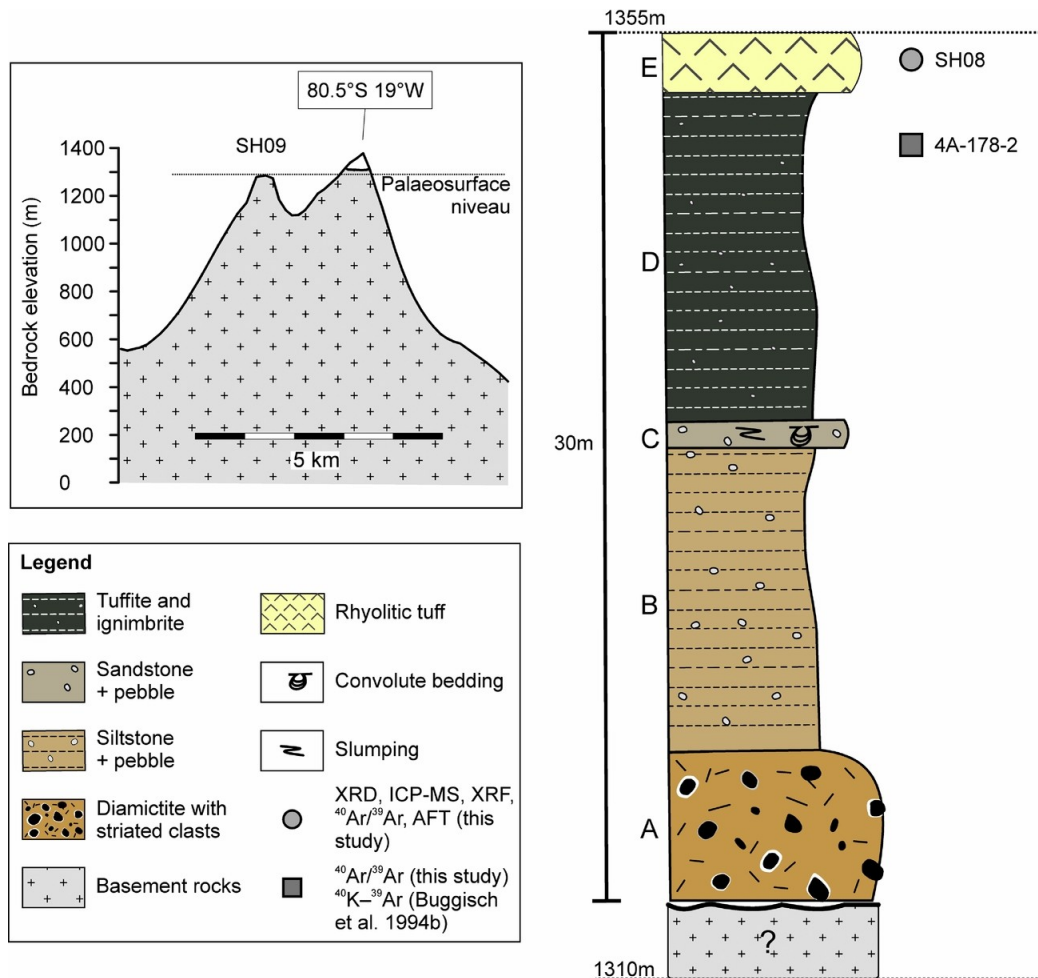 80.5°S 19°W
SH09
Palaeosurface
niveau
Bedrock elevation (m)
1400
1200
1000
800
600
400
200
0
5 km
Legend
Tuffite and
ignimbrite
Sandstone
+ pebble
Siltstone
+ pebble
Diamictite with
striated clasts
Basement rocks
Rhyolitic tuff
Convolute bedding
Slumping
XRD, ICP-MS, XRF,
⁴⁰Ar/³⁹Ar, AFT (this
study)
⁴⁰Ar/³⁹Ar (this study)
⁴⁰K–³⁹Ar (Buggisch
et al. 1994b)
1355m
E
D
C
B
A
30m
?
1310m
SH08
4A-178-2